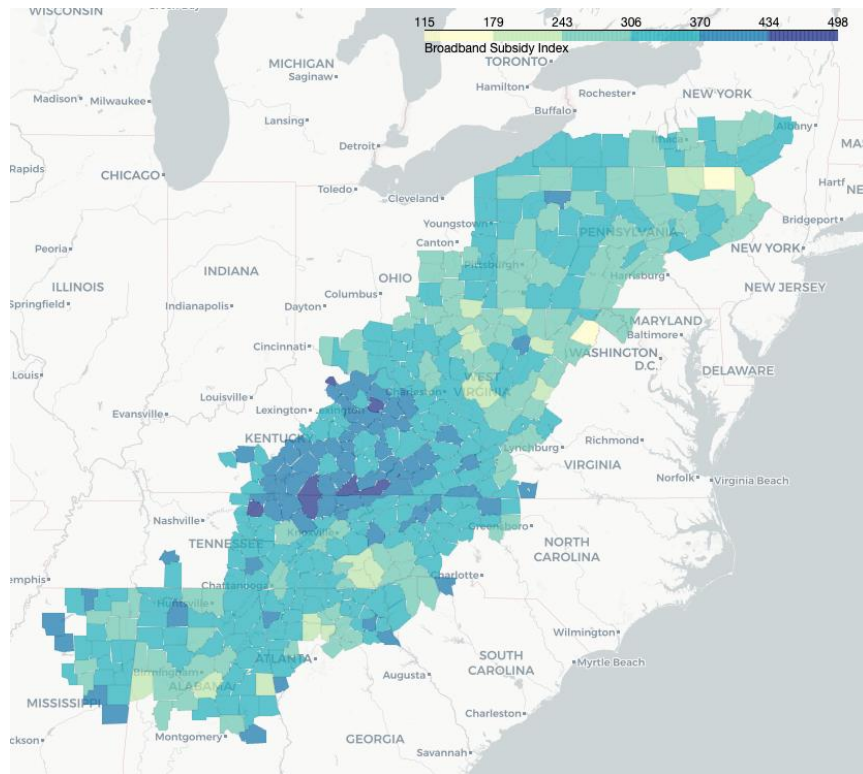 WISCONSIN
115 179 243 306 370 434 498
Broadband Subsidy Index
MICHIGAN
TORONTO
Saginaw
Hamilton
Rochester
NEW YORK
Madison
Milwaukee
Buffalo
Lansing
Albany
Ithaca
Detroit
Rapids
CHICAGO
Toledo
Cleveland
Hartf
Bridgeport
Youngstown
PENNSYLVANIA
Canton
NEW YORK
Peoria
Pittsburgh
Harrisburg
INDIANA
OHIO
ILLINOIS
Columbus
NEW JERSEY
Springfield
Indianapolis
Dayton
MARYLAND
Baltimore
Cincinnati
WASHINGTON
D.C.
DELAWARE
Louis
WEST
VIRGINIA
Charleston
Louisville
Lexington
Evansville
KENTUCKY
Lynchburg
Richmond
VIRGINIA
Norfolk
Virginia Beach
Nashville
Greensboro
Knoxville
TENNESSEE
NORTH
CAROLINA
Charlotte
Chattanooga
Huntsville
Wilmington
SOUTH
CAROLINA
ATLANTA
Myrtle Beach
Birmingham
Augusta
ALABAMA
MISSISSIPPI
Charleston
Montgomery
GEORGIA
ckson
Savannah